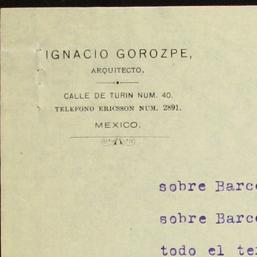 IGNACIO GOROZPE,
ARQUITECTO.
CALLE DE TURIN NUM. 40.
TELEFONO ERICSSON NUM. 2891.
MEXICO.
sobre Barc
sobre Barc
todo el te